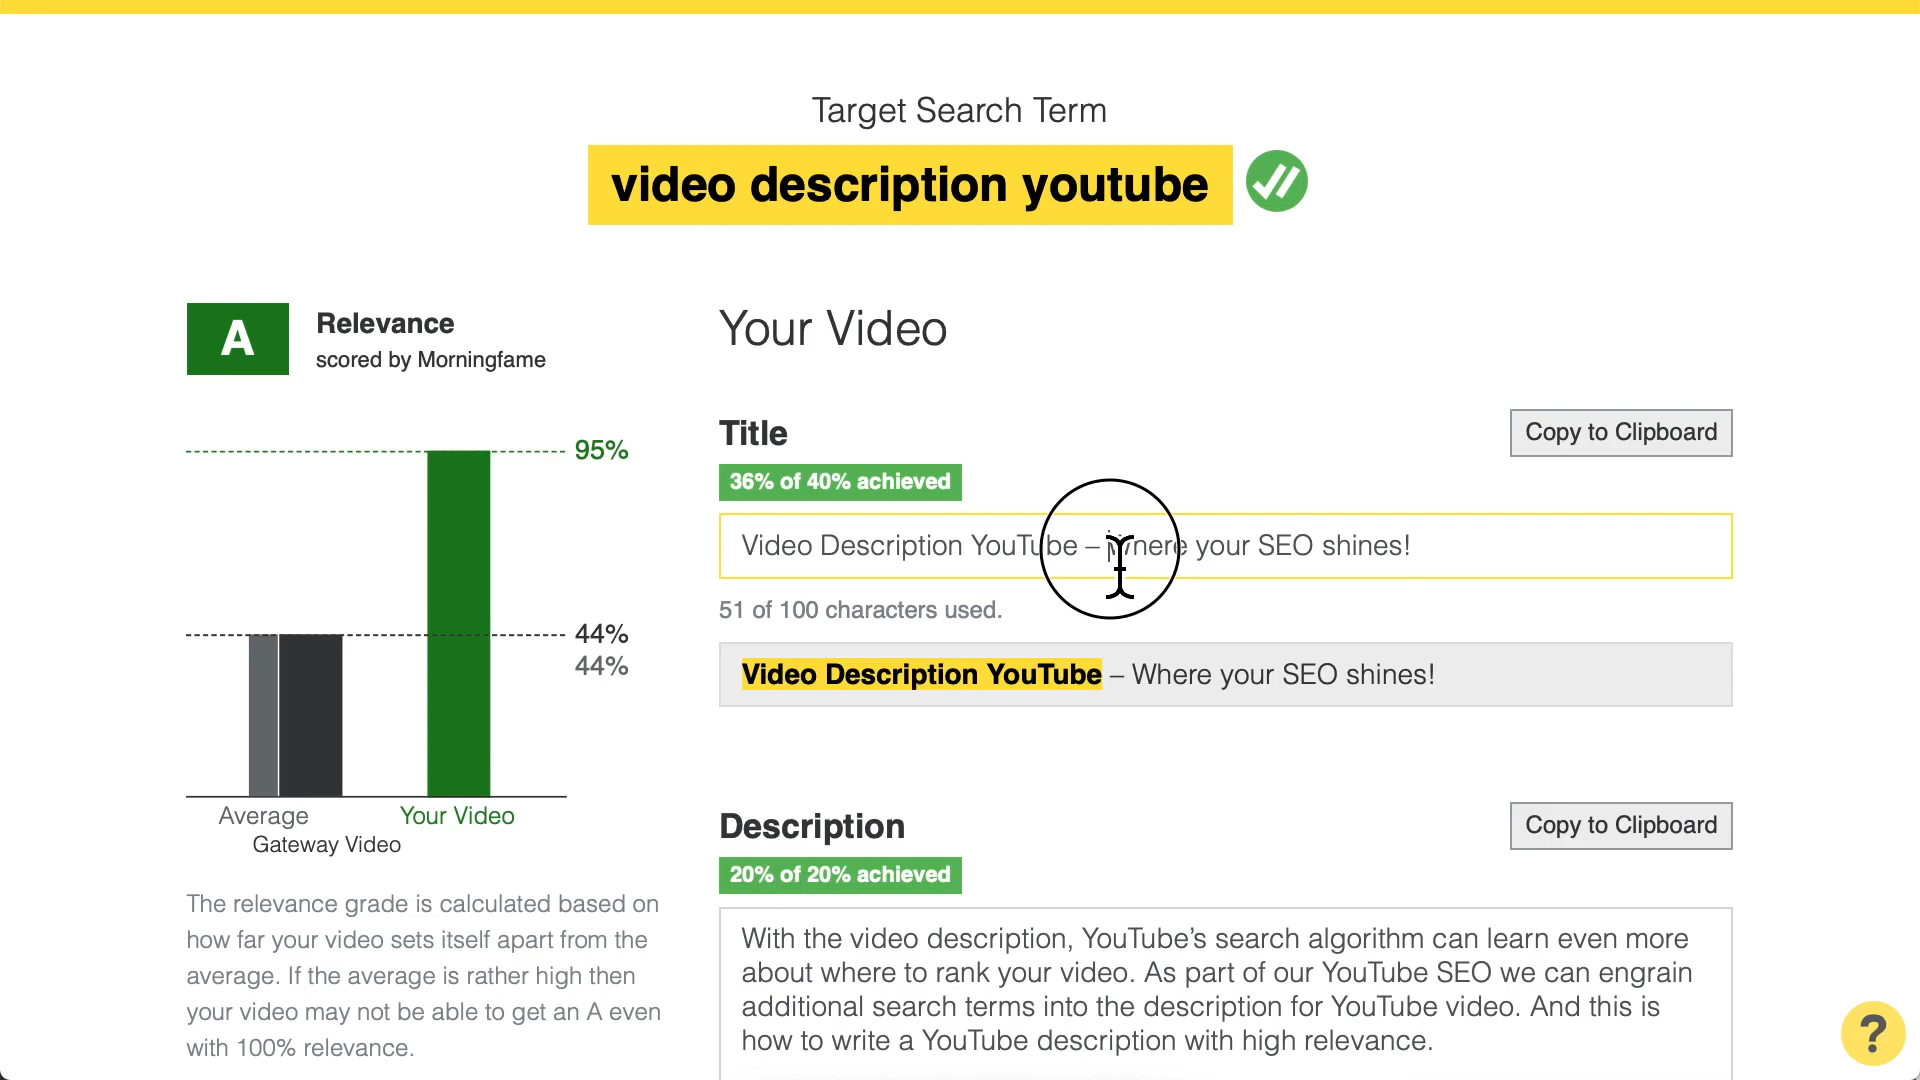 Target Search Term
video description youtube
A
Relevance
scored by Morningfame
95%
44%
44%
Average
Your Video
Gateway Video
The relevance grade is calculated based on
how far your video sets itself apart from the
average. If the average is rather high then
your video may not be able to get an A even
with 100% relevance.
Your Video
Title
Copy to Clipboard
36% of 40% achieved
Video Description YouTube – Where your SEO shines!
51 of 100 characters used.
Video Description YouTube – Where your SEO shines!
Description
Copy to Clipboard
20% of 20% achieved
With the video description, YouTube’s search algorithm can learn even more
about where to rank your video. As part of our YouTube SEO we can engrain
additional search terms into the description for YouTube video. And this is
how to write a YouTube description with high relevance.
?